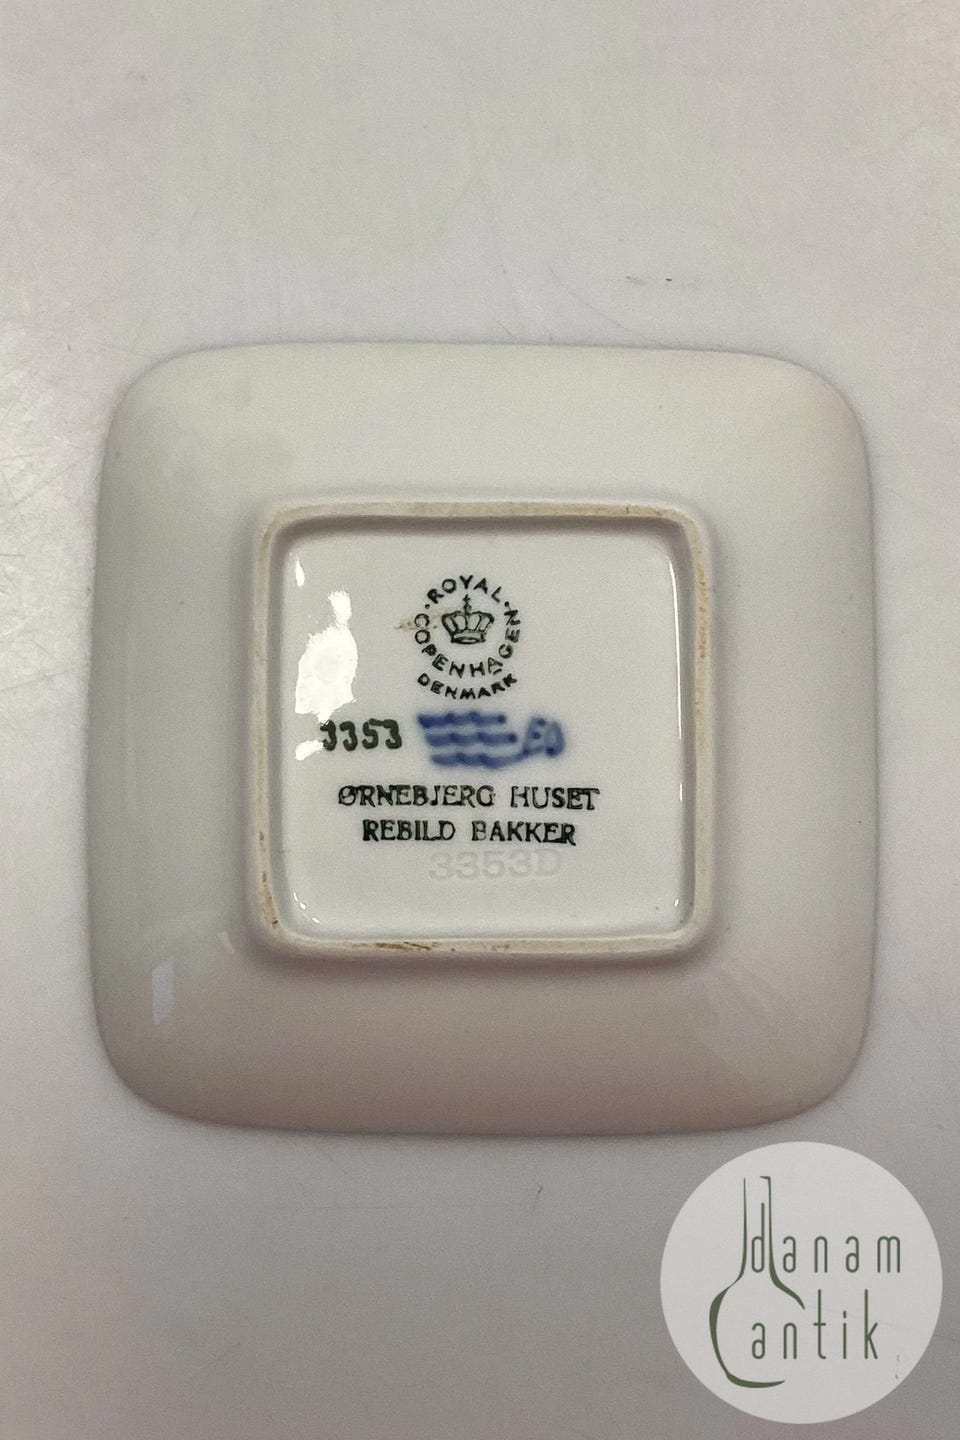 ROYAL
COPENHAGEN
DENMARK
3353
ØRNEBJERG HUSET
REBILD BAKKER
3353D
danam
antik